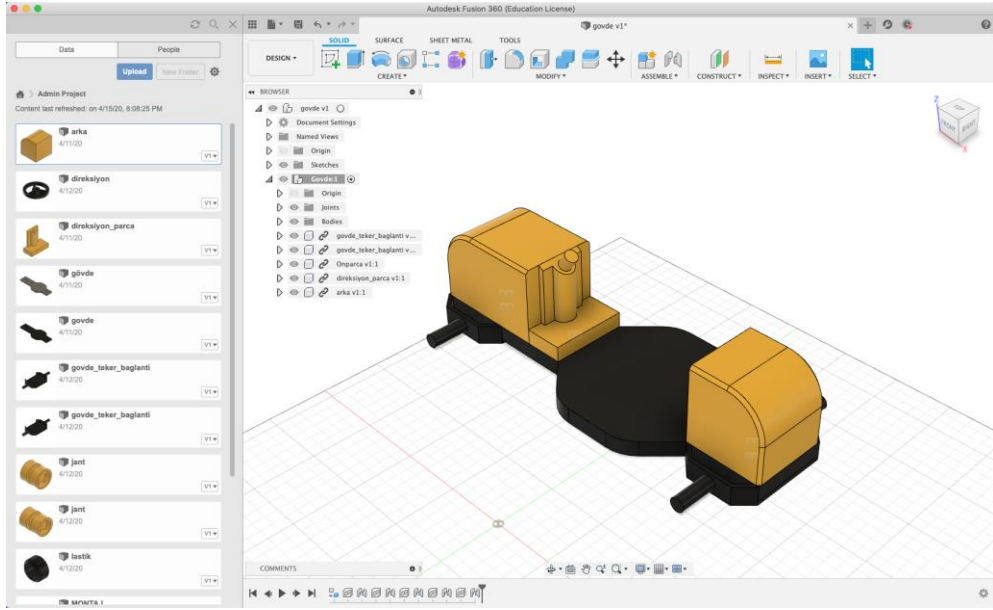 Autodesk Fusion 360 (Education License)
govde v1*
Data
People
Upload
New Folder
Admin Project
Content last refreshed: on 4/15/20, 8:08:25 PM
arka
4/11/20
V1
direksiyon
4/12/20
V1
direksiyon_parca
4/11/20
V1
gövde
4/11/20
V1
govde
4/11/20
V1
govde_teker_baglanti
4/12/20
V1
govde_teker_baglanti
4/12/20
V1
jant
4/12/20
V1
jant
4/12/20
V1
lastik
4/12/20
V1
DESIGN
SOLID
SURFACE
SHEET METAL
TOOLS
CREATE
MODIFY
ASSEMBLE
CONSTRUCT
INSPECT
INSERT
SELECT
BROWSER
govde v1
Document Settings
Named Views
Origin
Sketches
Govde:1
Origin
Joints
Bodies
govde_teker_baglanti v...
govde_teker_baglanti v...
Onparca v1:1
direksiyon_parca v1:1
arka v1:1
Z
FRONT
RIGHT
X
COMMENTS